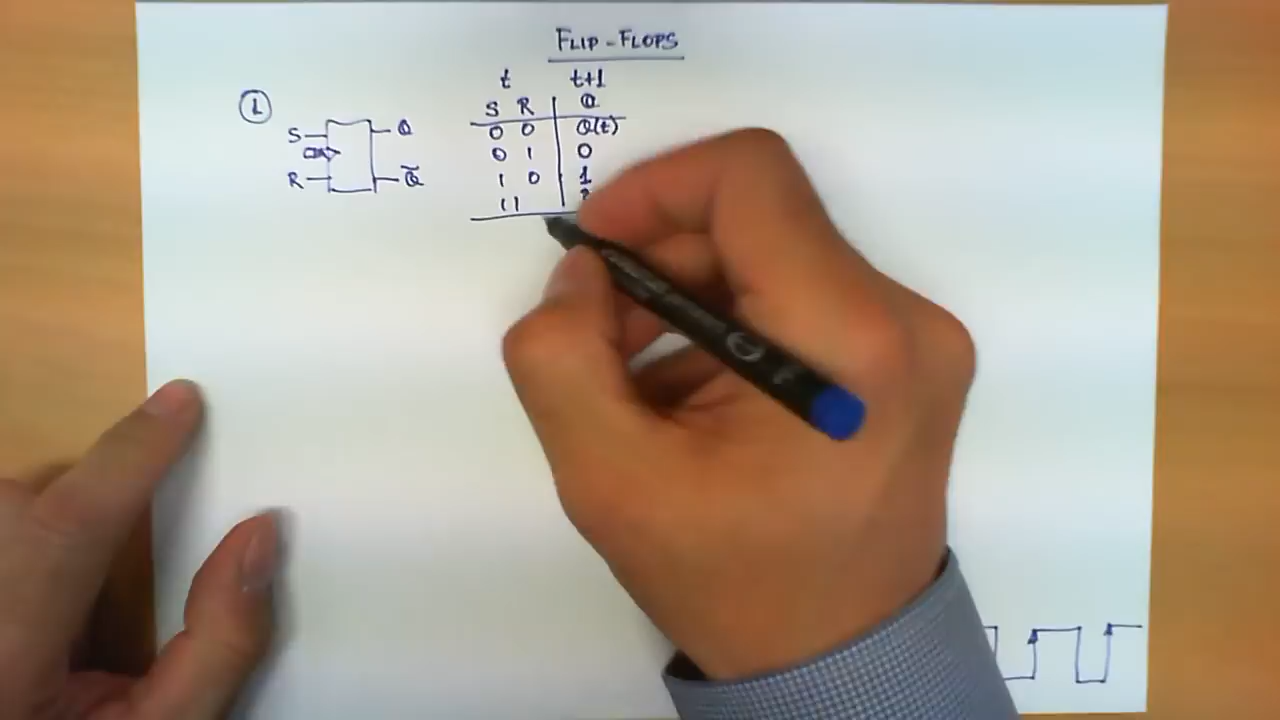 FLIP-FLOPS
t t+1
1
S R Q
S Q
0 0 Q(t)
0 1 0
R Q̅
1 0 1
1 1